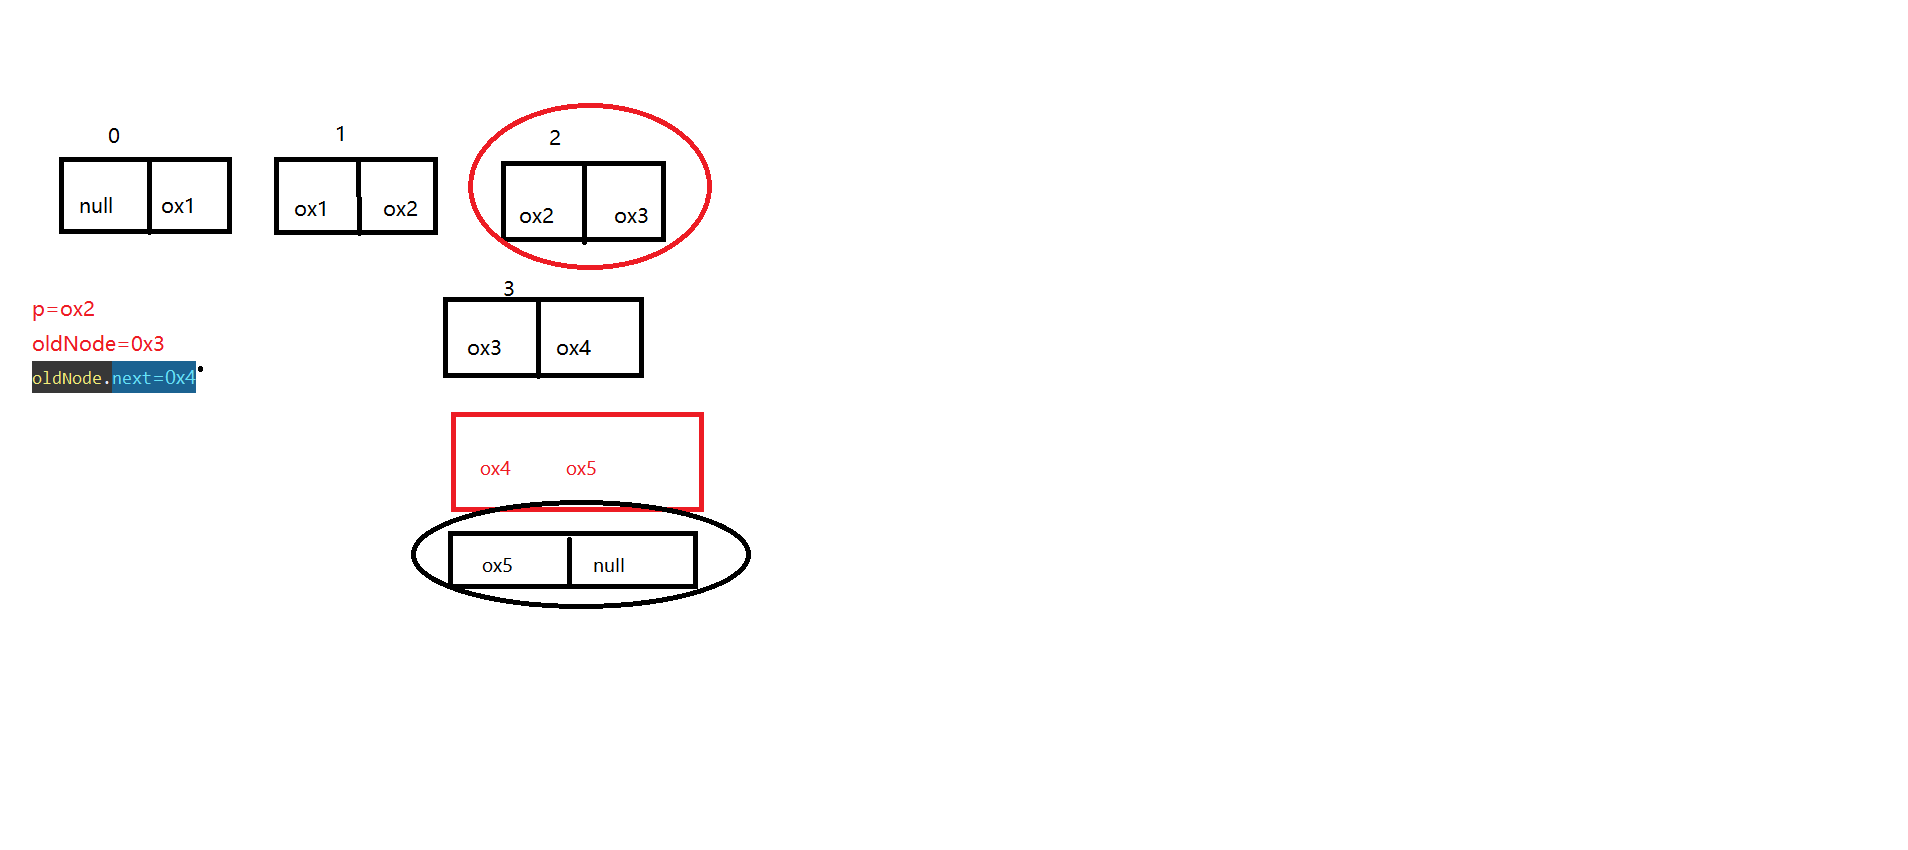 0
1
2
null ox1
ox1 ox2
ox2 ox3
3
p=ox2
oldNode=0x3
ox3 ox4
oldNode.next=0x4
ox4 ox5
ox5 null